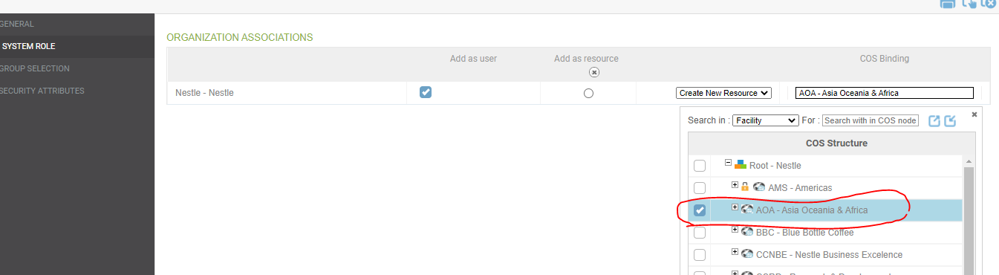 GENERAL
SYSTEM ROLE
GROUP SELECTION
SECURITY ATTRIBUTES
ORGANIZATION ASSOCIATIONS
Add as user Add as resource COS Binding
Nestle - Nestle Create New Resource AOA - Asia Oceania & Africa
Search in : Facility For : Search with in COS node
COS Structure
Root - Nestle
AMS - Americas
AOA - Asia Oceania & Africa
BBC - Blue Bottle Coffee
CCNBE - Nestle Business Excelence